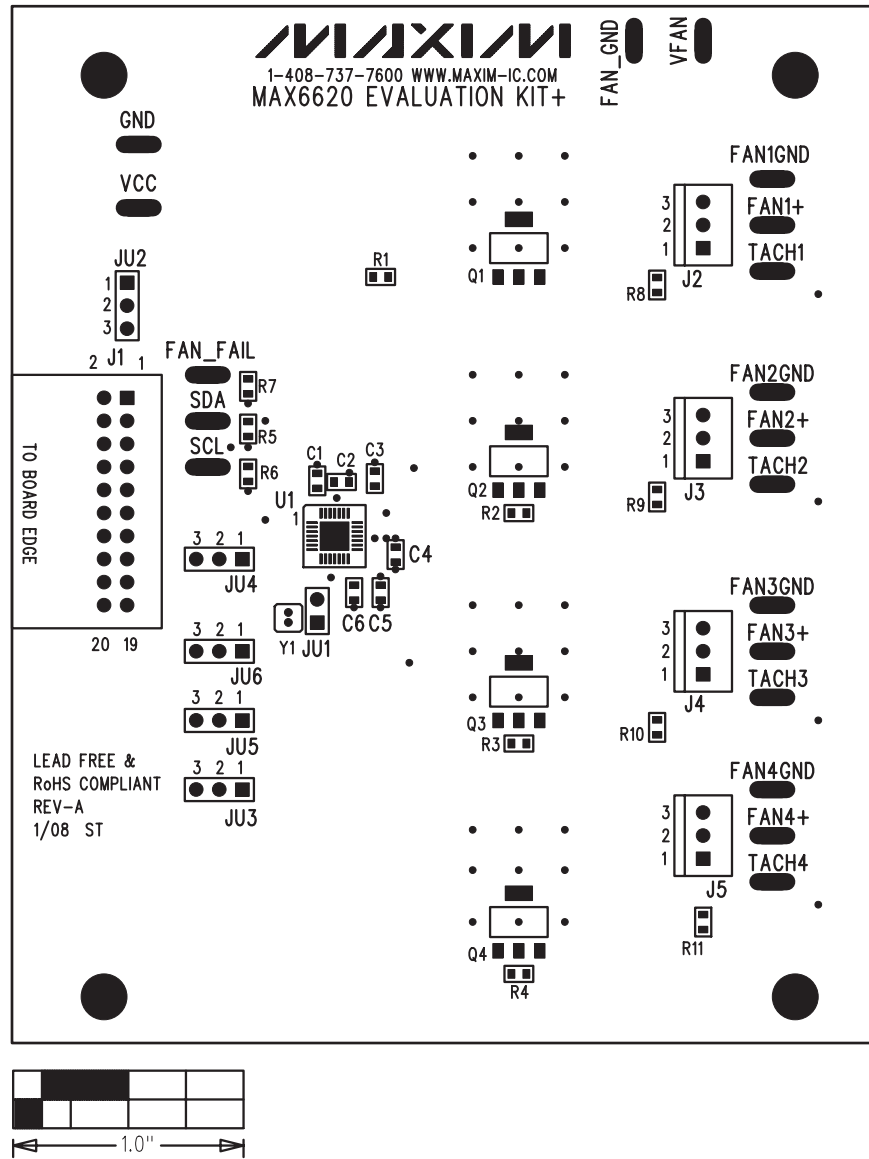 MAXIM
1-408-737-7600 WWW.MAXIM-IC.COM
MAX6620 EVALUATION KIT+
FAN_GND
VFAN
GND
VCC
JU2
1
2
3
J1
2 1
TO BOARD EDGE
20 19
FAN_FAIL
SDA
SCL
R7
R5
R6
R1
C1
C2
C3
U1
1
C4
C6
C5
Y1
JU1
3 2 1
JU4
3 2 1
JU6
3 2 1
JU5
3 2 1
JU3
LEAD FREE &
RoHS COMPLIANT
REV-A
1/08 ST
Q1
Q2
R2
Q3
R3
Q4
R4
FAN1GND
3
2
1
FAN1+
TACH1
J2
R8
FAN2GND
3
2
1
FAN2+
TACH2
J3
R9
FAN3GND
3
2
1
FAN3+
TACH3
J4
R10
FAN4GND
3
2
1
FAN4+
TACH4
J5
R11
1.0"